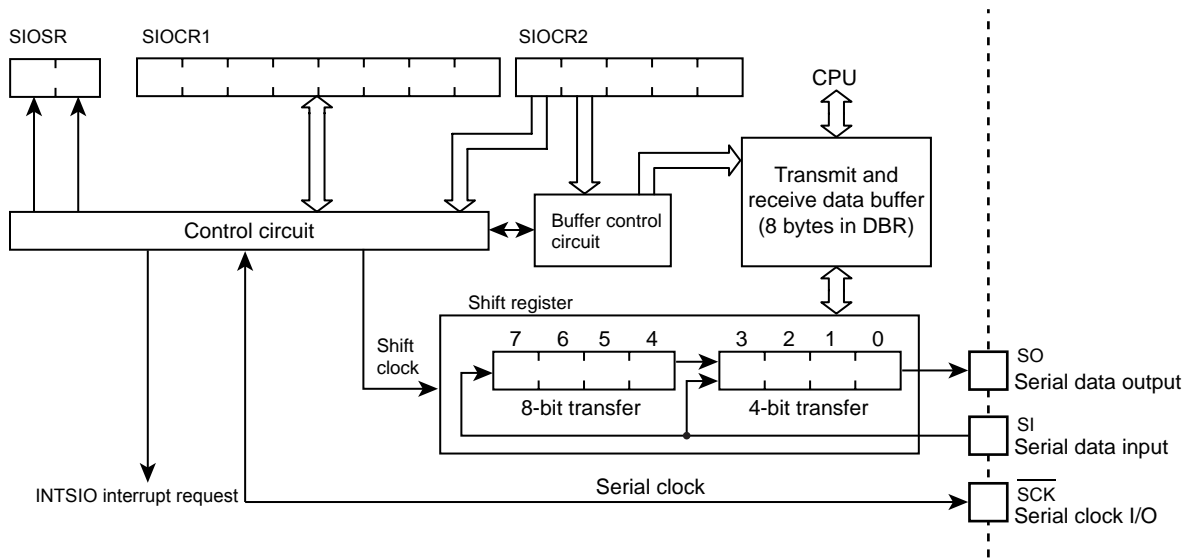 SIOSR
SIOCR1
SIOCR2
CPU
Transmit and
receive data buffer
(8 bytes in DBR)
Control circuit
Buffer control
circuit
Shift register
Shift
clock
7 6 5 4 3 2 1 0
8-bit transfer
4-bit transfer
SO
Serial data output
SI
Serial data input
INTSIO interrupt request
Serial clock
SCK
Serial clock I/O